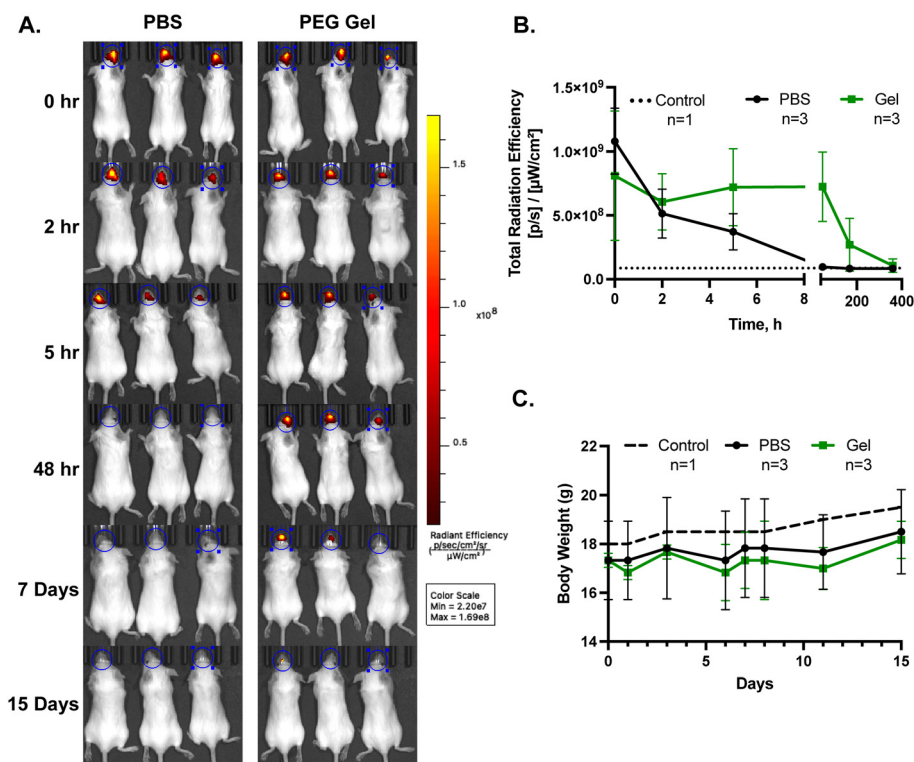 A.
PBS
PEG Gel
0 hr
2 hr
5 hr
48 hr
7 Days
15 Days
1.5
1.0
x10⁸
0.5
Radiant Efficiency
(p/sec/cm²/sr
µW/cm²)
Color Scale
Min = 2.20e7
Max = 1.69e8
B.
Total Radiation Efficiency
[p/s] / [µW/cm²]
1.5×10⁹
1.0×10⁹
5.0×10⁸
0.0
Control
n=1
PBS
n=3
Gel
n=3
0 2 4 6 8 200 400
Time, h
C.
Body Weight (g)
22
20
18
16
14
Control
n=1
PBS
n=3
Gel
n=3
0 5 10 15
Days